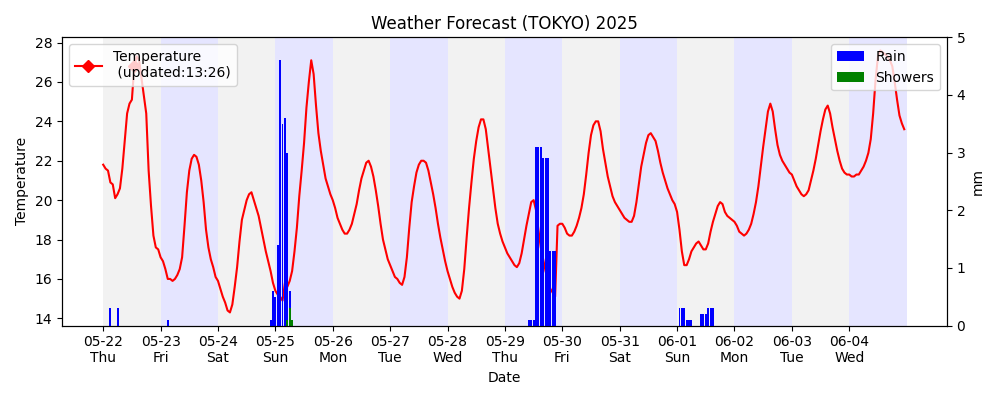 Weather Forecast (TOKYO) 2025
Temperature
(updated:13:26)
Rain
Showers
28
26
24
22
20
18
16
14
Temperature
5
4
3
2
1
0
mm
05-22 05-23 05-24 05-25 05-26 05-27 05-28 05-29 05-30 05-31 06-01 06-02 06-03 06-04
Thu Fri Sat Sun Mon Tue Wed Thu Fri Sat Sun Mon Tue Wed
Date